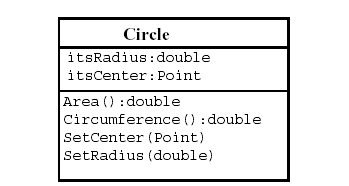 Circle
itsRadius:double
itsCenter:Point
Area():double
Circumference():double
SetCenter(Point)
SetRadius(double)